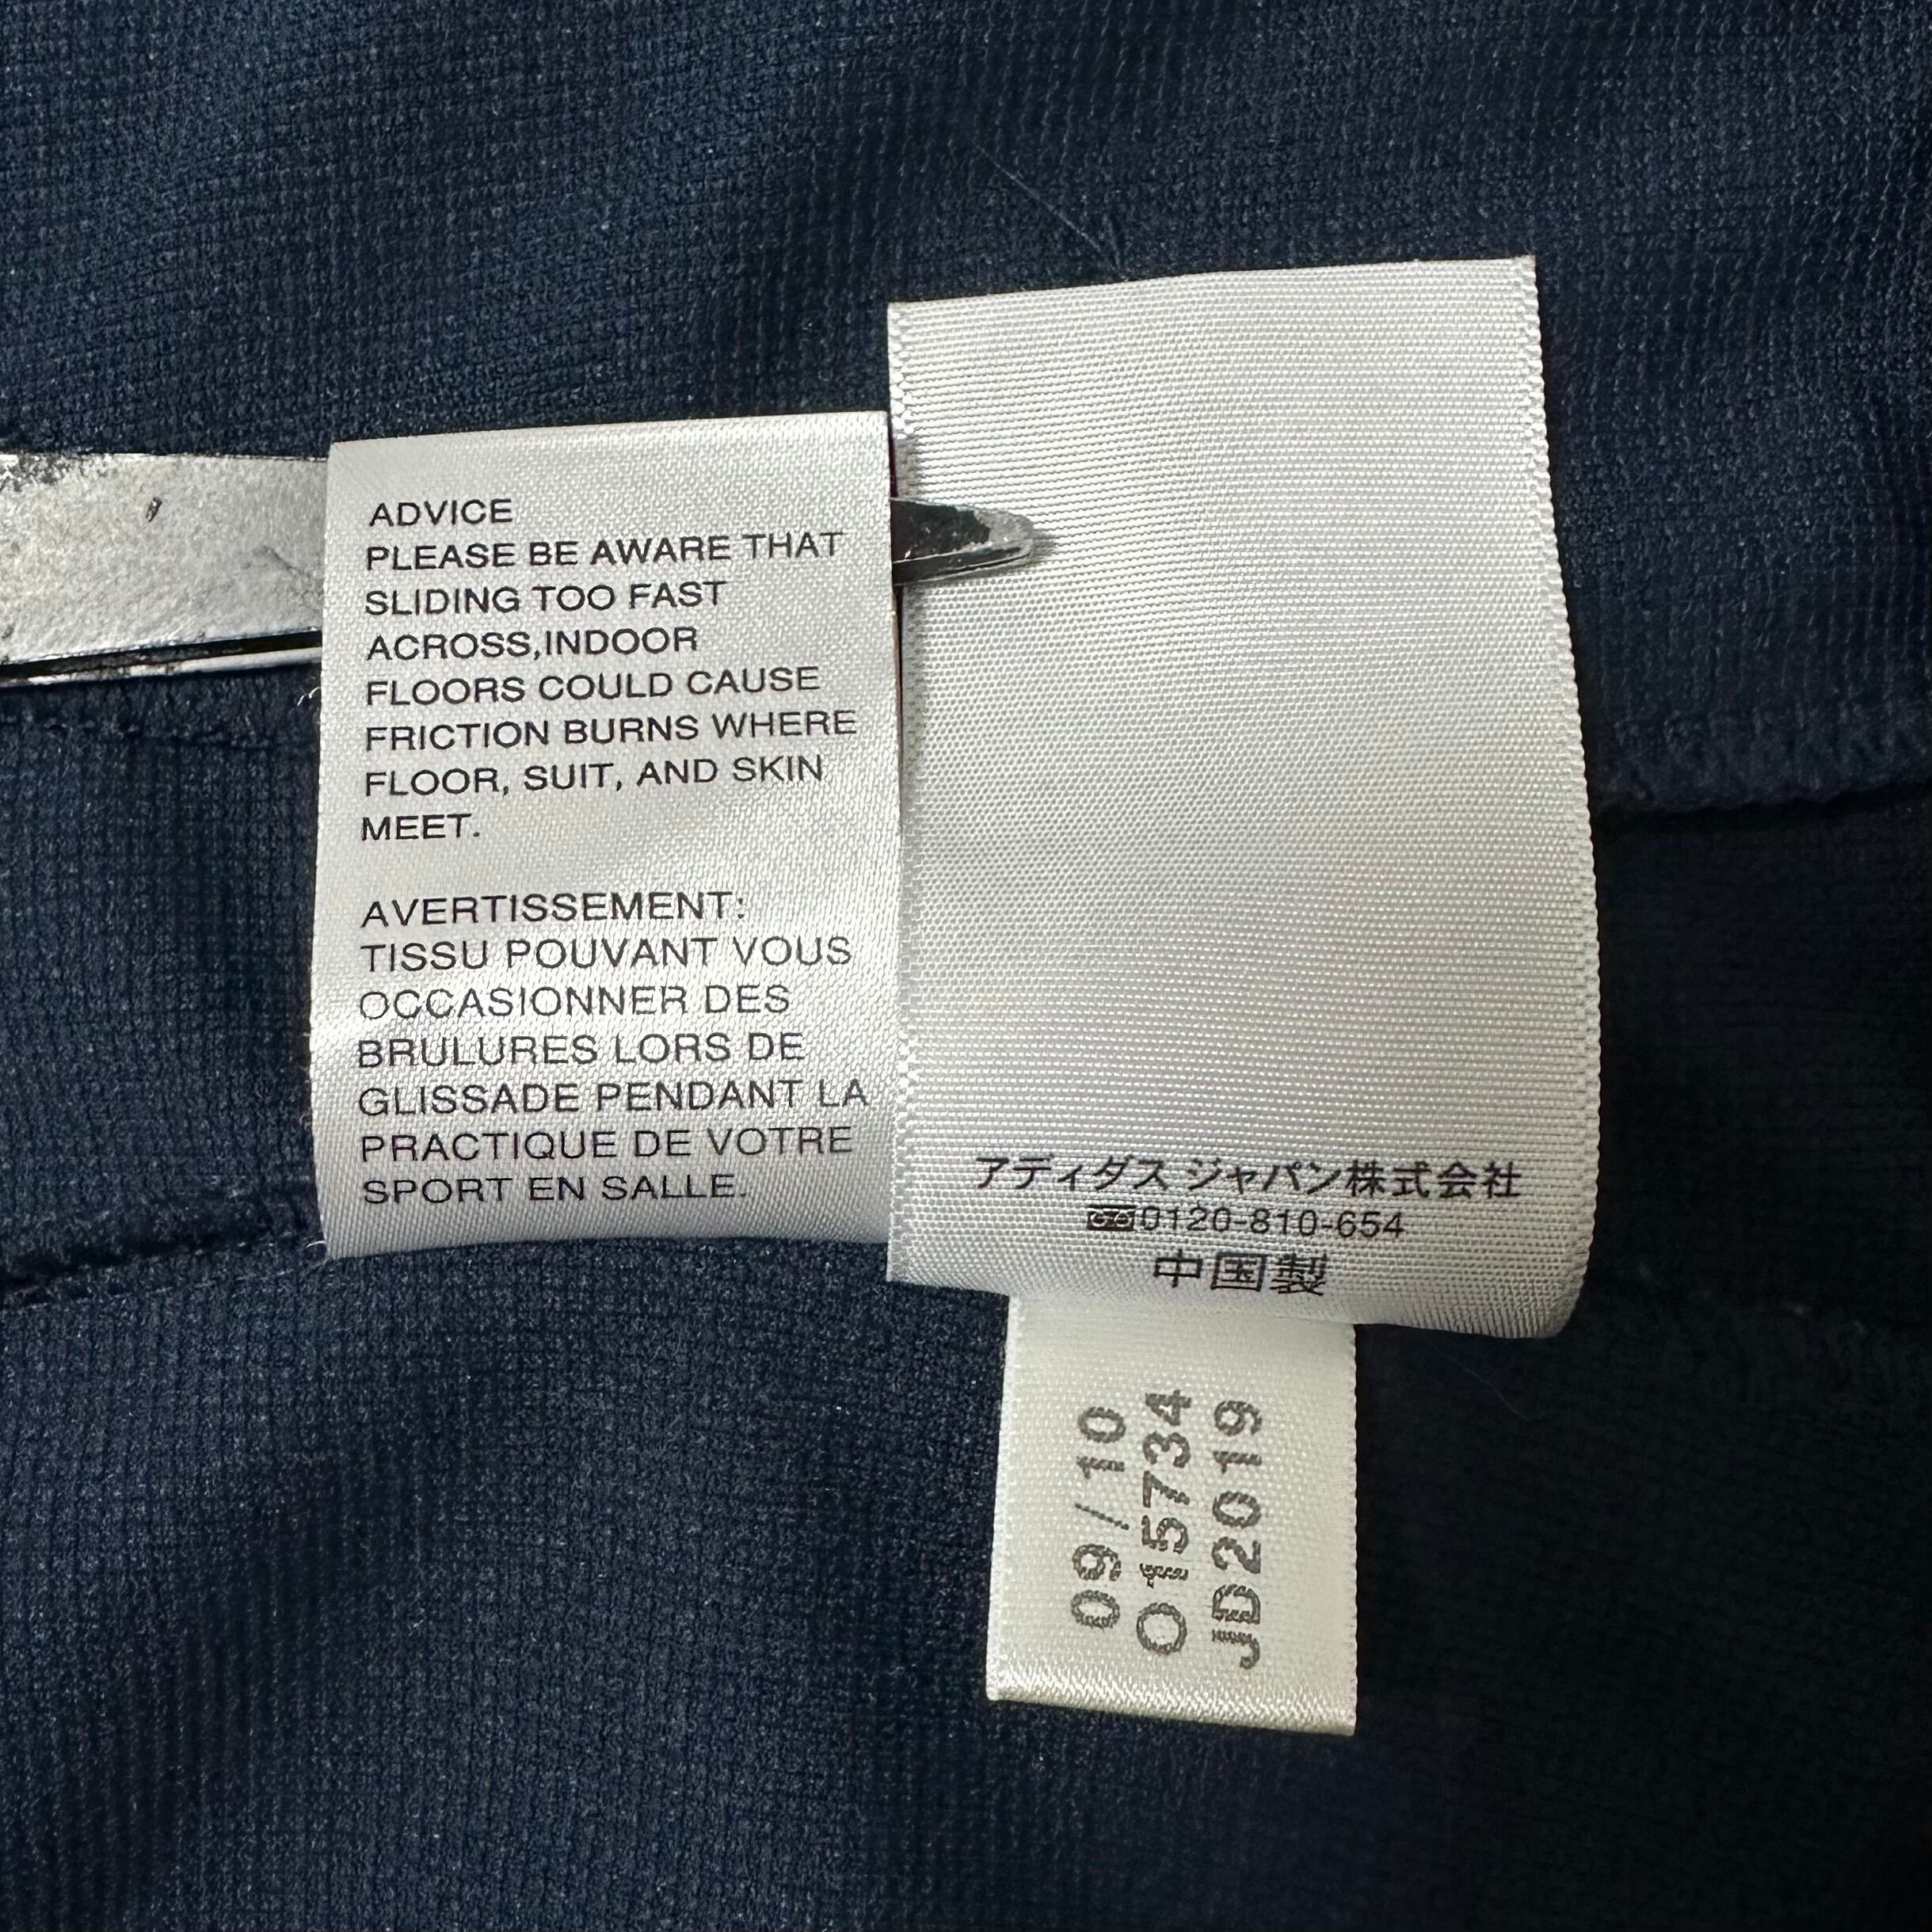 ADVICE
PLEASE BE AWARE THAT
SLIDING TOO FAST
ACROSS,INDOOR
FLOORS COULD CAUSE
FRICTION BURNS WHERE
FLOOR, SUIT, AND SKIN
MEET.
AVERTISSEMENT:
TISSU POUVANT VOUS
OCCASIONNER DES
BRULURES LORS DE
GLISSADE PENDANT LA
PRACTIQUE DE VOTRE
SPORT EN SALLE.
アディダス ジャパン株式会社
0120-810-654
中国製
09/10
O15734
JD2019